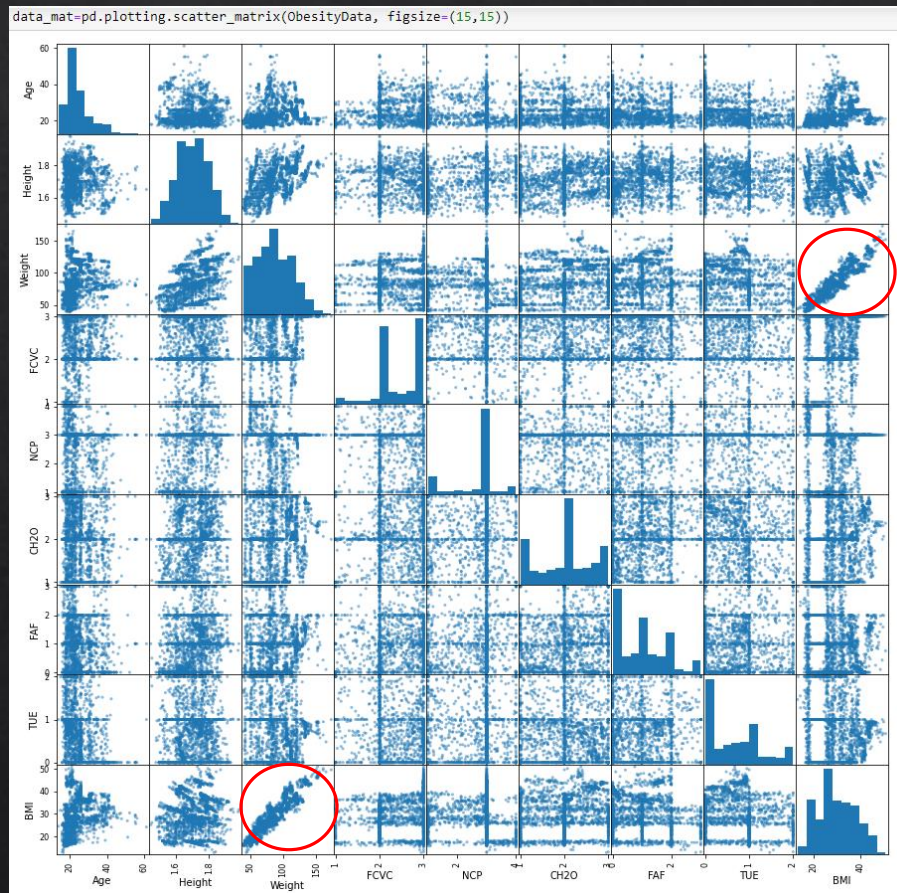 data_mat=pd.plotting.scatter_matrix(ObesityData, figsize=(15,15))
60
40
20
Age
1.8
1.6
Height
150
100
50
Weight
3
2
1
FCVC
4
3
2
1
NCP
3
2
1
CH2O
3
2
1
0
FAF
2
1
0
TUE
50
40
30
20
BMI
20 40 60 1.6 1.8 50 100 150 1 2 3 2 4 1 2 3 0 2 0 1 2 20 40
Age Height Weight FCVC NCP CH2O FAF TUE BMI